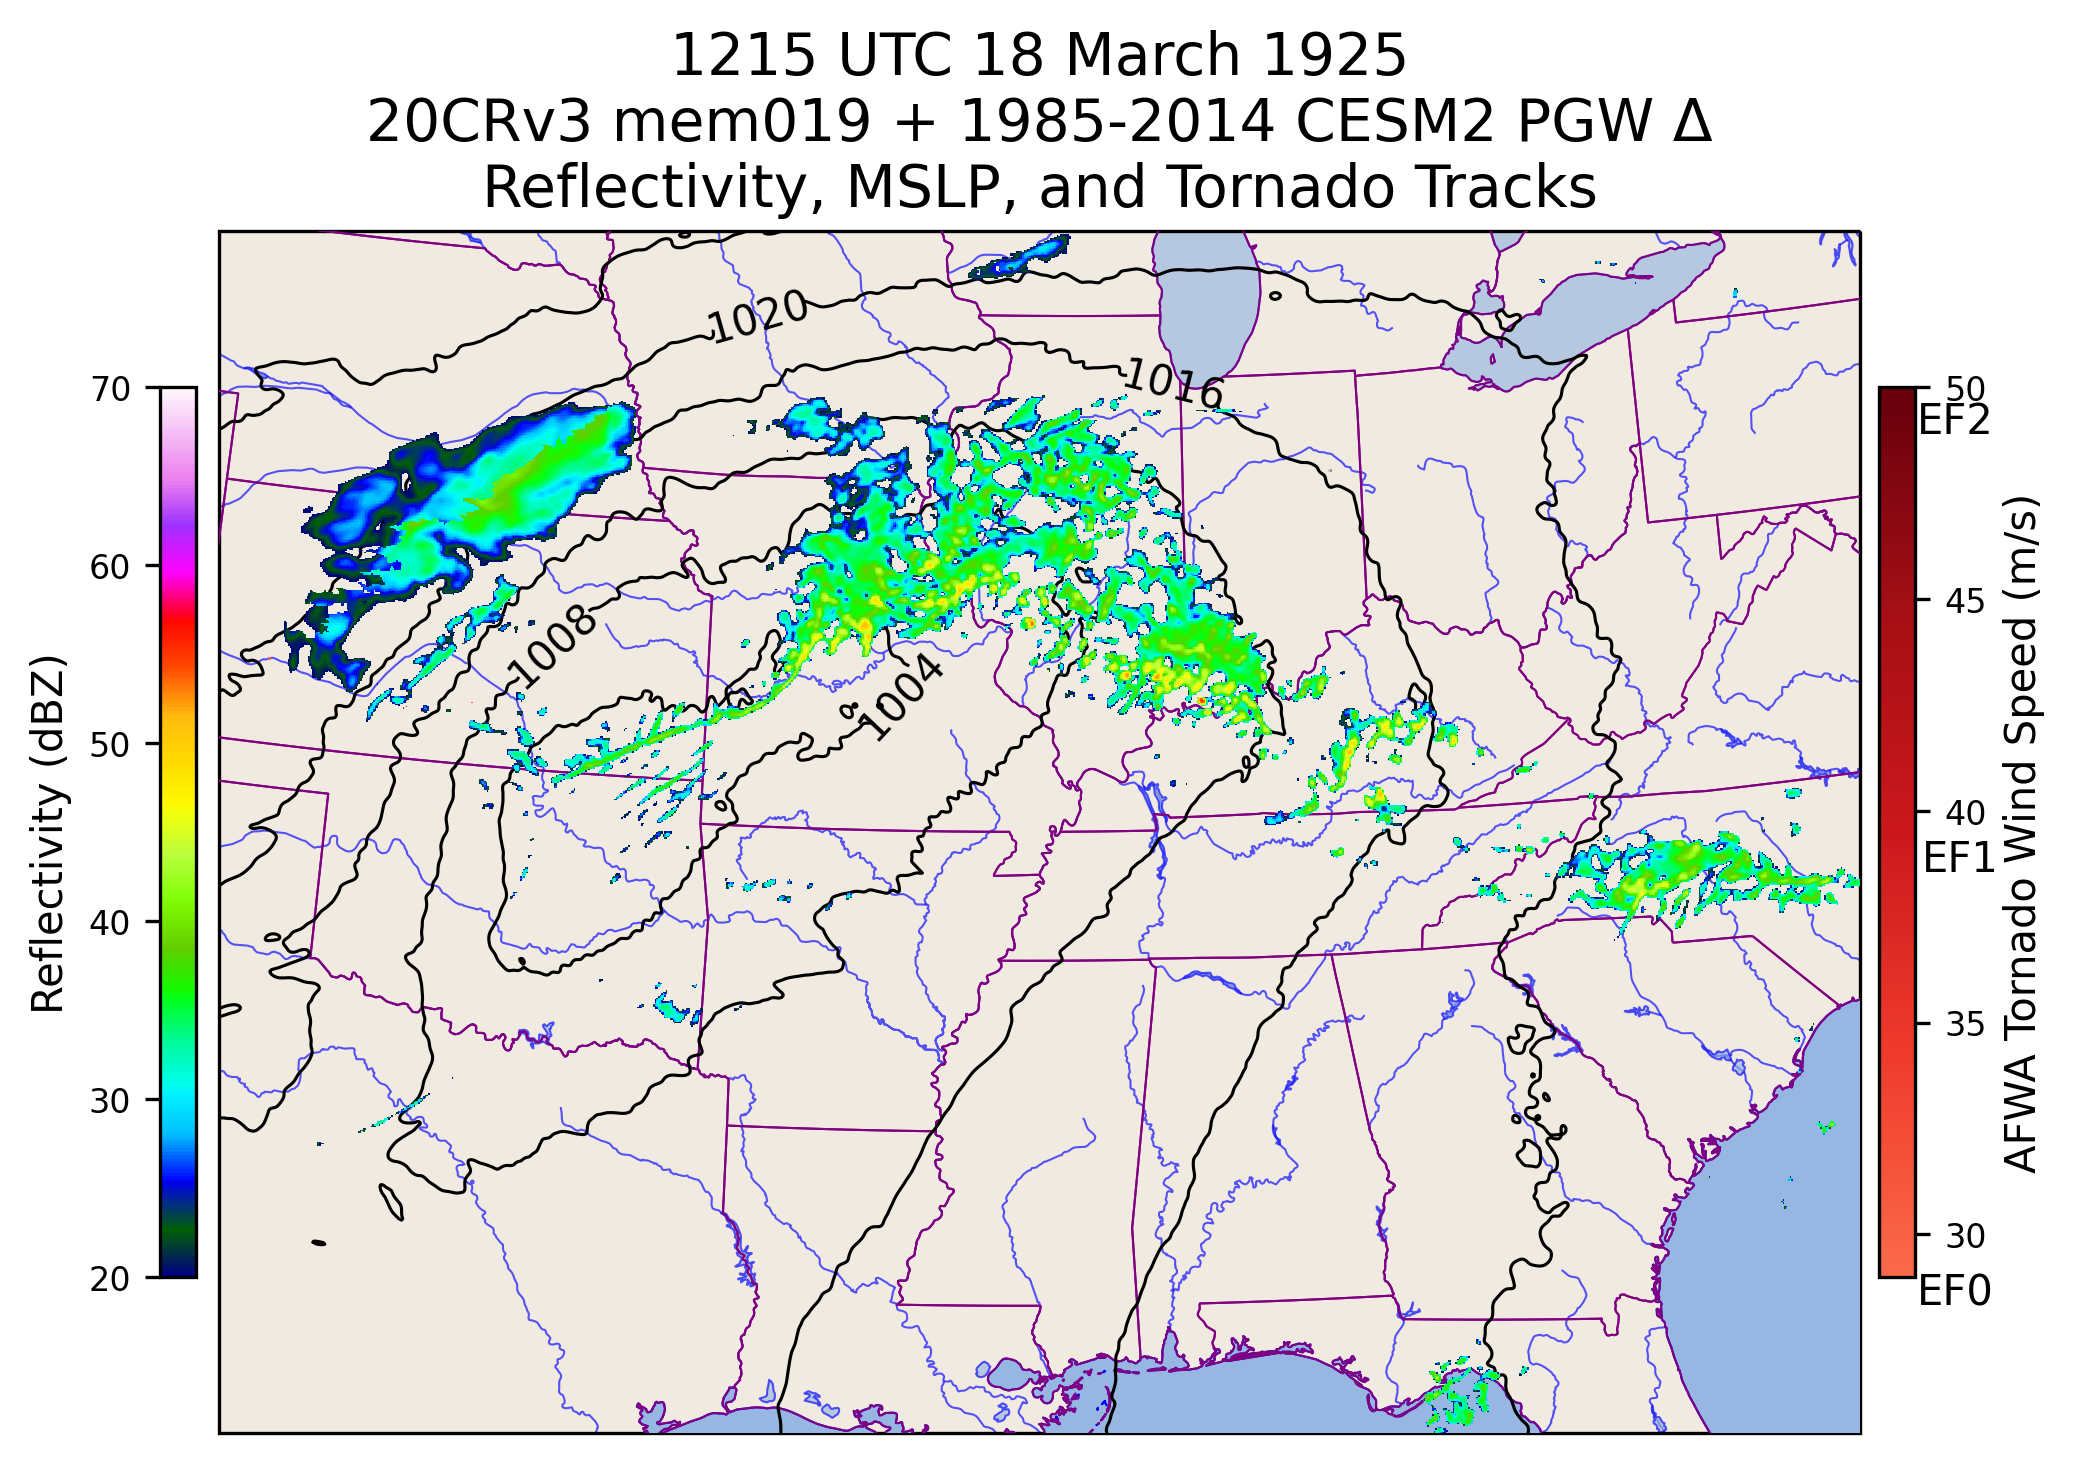 1215 UTC 18 March 1925
20CRv3 mem019 + 1985-2014 CESM2 PGW Δ
Reflectivity, MSLP, and Tornado Tracks
Reflectivity (dBZ)
70
60
50
40
30
20
1020
1016
1008
1004
50
EF2
45
40
EF1
35
30
EF0
AFWA Tornado Wind Speed (m/s)